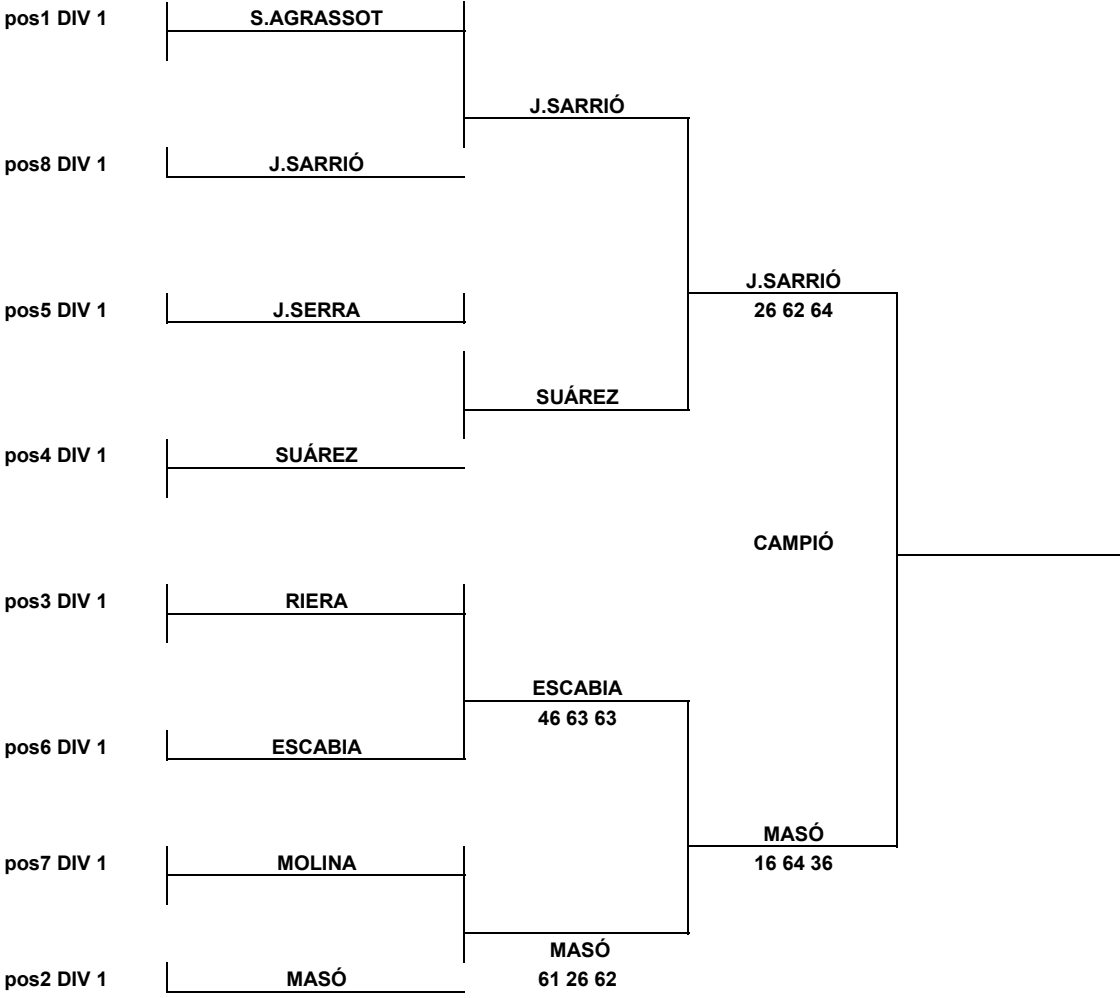 pos1 DIV 1 S.AGRASSOT
J.SARRIÓ
pos8 DIV 1 J.SARRIÓ
J.SARRIÓ
pos5 DIV 1 J.SERRA 26 62 64
SUÁREZ
pos4 DIV 1 SUÁREZ
CAMPIÓ
pos3 DIV 1 RIERA
ESCABIA
46 63 63
pos6 DIV 1 ESCABIA
MASÓ
pos7 DIV 1 MOLINA 16 64 36
MASÓ
pos2 DIV 1 MASÓ 61 26 62